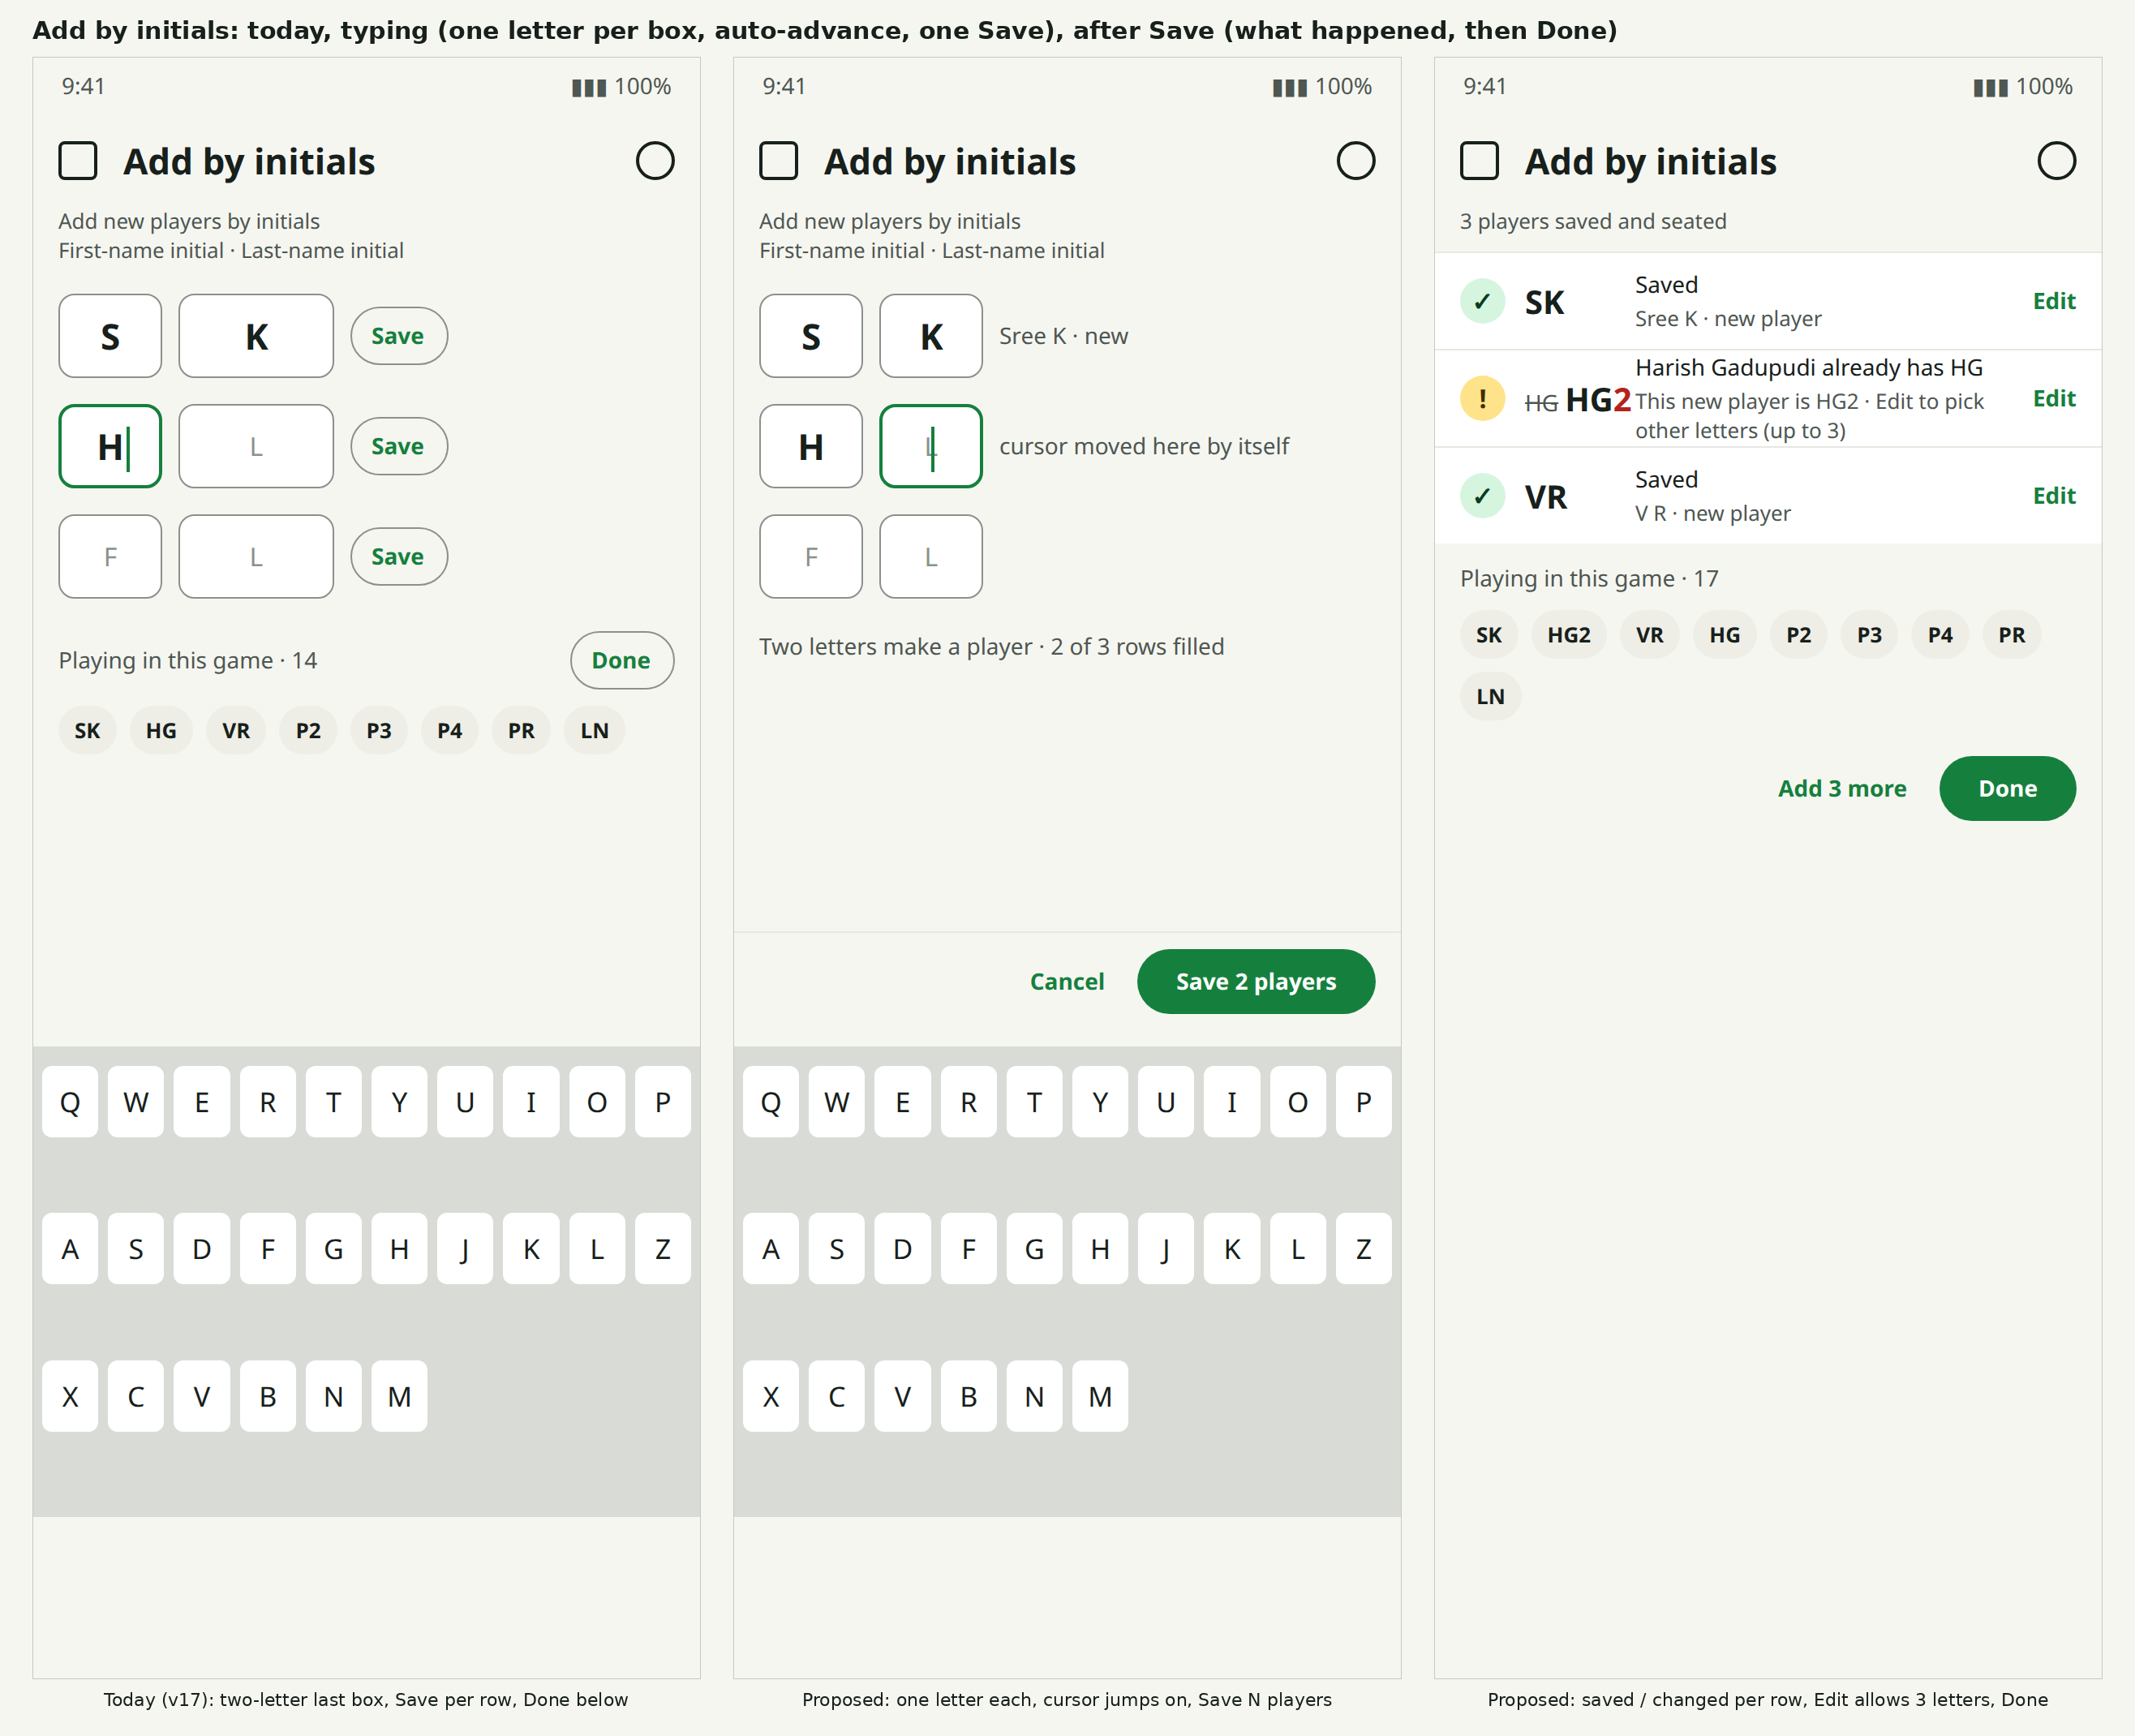 Add by initials: today, typing (one letter per box, auto-advance, one Save), after Save (what happened, then Done)
9:41
100%
Add by initials
Add new players by initials
First-name initial · Last-name initial
S K Save
H L Save
F L Save
Playing in this game · 14 Done
SK HG VR P2 P3 P4 PR LN
Q W E R T Y U I O P
A S D F G H J K L Z
X C V B N M
Today (v17): two-letter last box, Save per row, Done below
9:41
100%
Add by initials
Add new players by initials
First-name initial · Last-name initial
S K Sree K · new
H L cursor moved here by itself
F L
Two letters make a player · 2 of 3 rows filled
Cancel Save 2 players
Q W E R T Y U I O P
A S D F G H J K L Z
X C V B N M
Proposed: one letter each, cursor jumps on, Save N players
9:41
100%
Add by initials
3 players saved and seated
✓ SK Saved Edit
Sree K · new player
Harish Gadupudi already has HG
! HG HG2 This new player is HG2 · Edit to pick Edit
other letters (up to 3)
✓ VR Saved Edit
V R · new player
Playing in this game · 17
SK HG2 VR HG P2 P3 P4 PR
LN
Add 3 more Done
Proposed: saved / changed per row, Edit allows 3 letters, Done